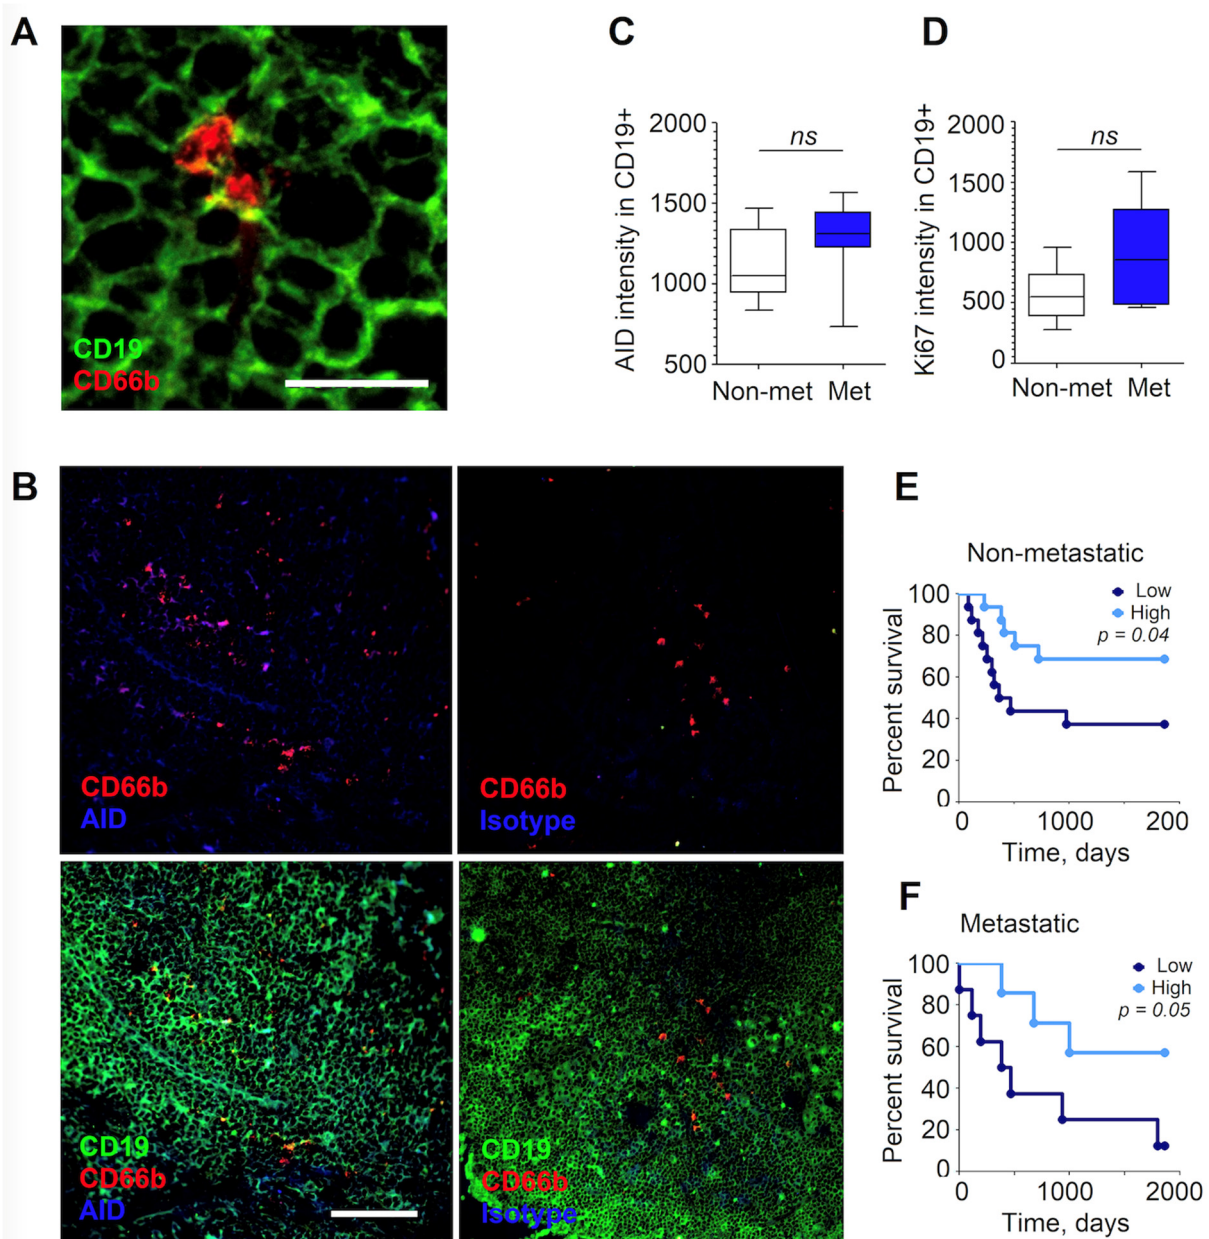 A
CD19
CD66b
C
AID intensity in CD19+
2000
1500
1000
500
ns
Non-met Met
D
Ki67 intensity in CD19+
2000
1500
1000
500
0
ns
Non-met Met
B
CD66b
AID
CD66b
Isotype
CD19
CD66b
AID
CD19
CD66b
Isotype
E
Non-metastatic
Percent survival
100
80
60
40
20
0
Low
High
p = 0.04
0 1000 200
Time, days
F
Metastatic
Percent survival
100
80
60
40
20
0
Low
High
p = 0.05
0 1000 2000
Time, days